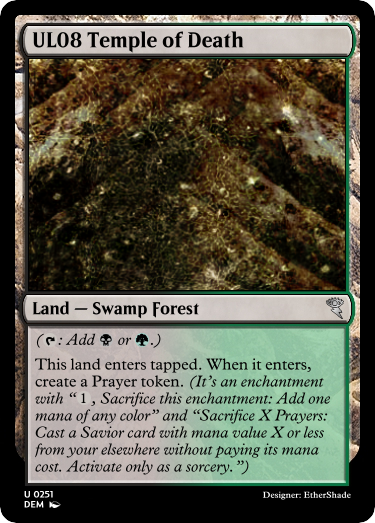 UL08 Temple of Death
Land — Swamp Forest
(: Add or .)
This land enters tapped. When it enters,
create a Prayer token. (It's an enchantment
with “ 1 , Sacrifice this enchantment: Add one
mana of any color” and “Sacrifice X Prayers:
Cast a Savior card with mana value X or less
from your elsewhere without paying its mana
cost. Activate only as a sorcery.”)
U 0251
DEM
Designer: EtherShade